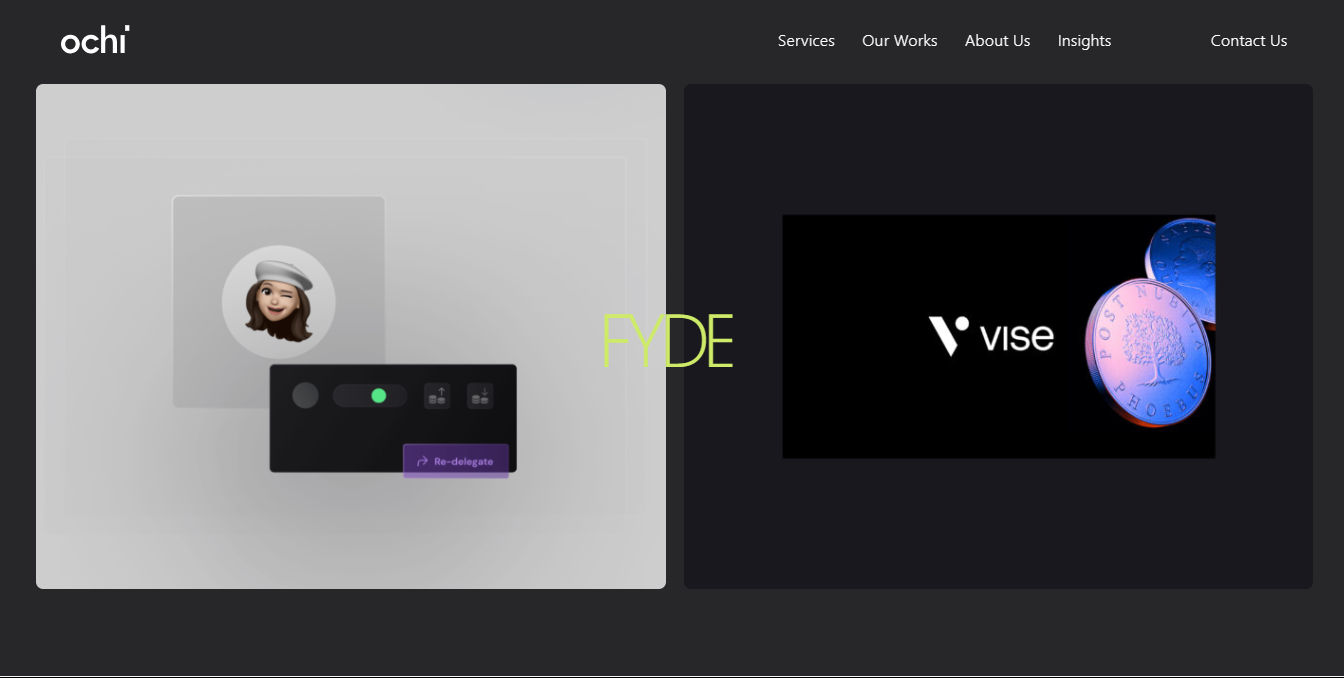 ochi
Services
Our Works
About Us
Insights
Contact Us
FYDE
vise
POST NUBILA PHOEBUS
Re-delegate